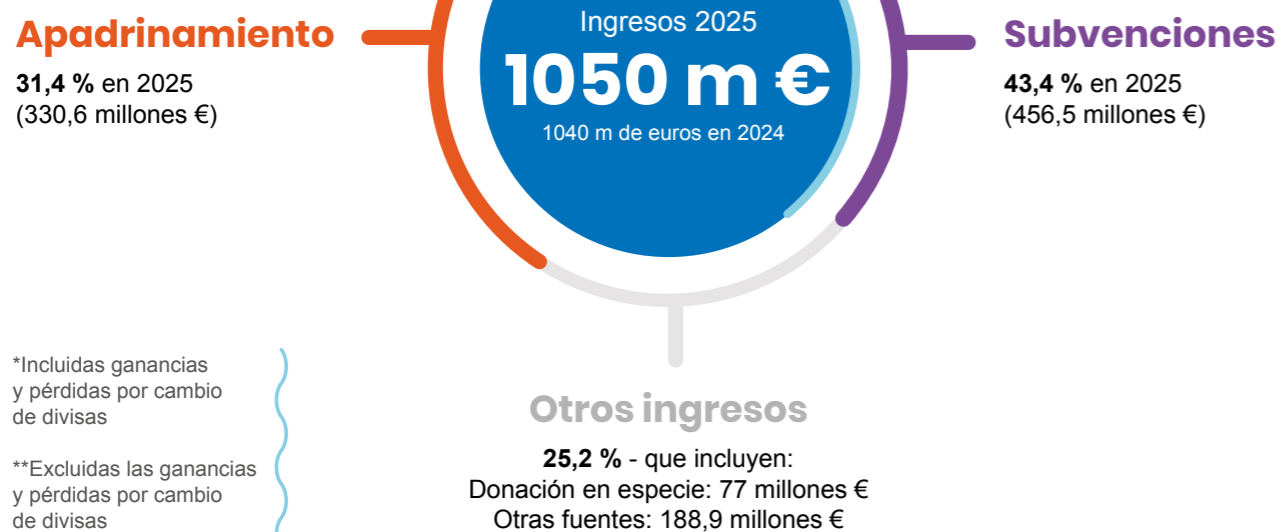 Apadrinamiento
31,4 % en 2025
(330,6 millones €)
Ingresos 2025
1050 m €
1040 m de euros en 2024
Subvenciones
43,4 % en 2025
(456,5 millones €)
*Incluidas ganancias
y pérdidas por cambio
de divisas
**Excluidas las ganancias
y pérdidas por cambio
de divisas
Otros ingresos
25,2 % - que incluyen:
Donación en especie: 77 millones €
Otras fuentes: 188,9 millones €